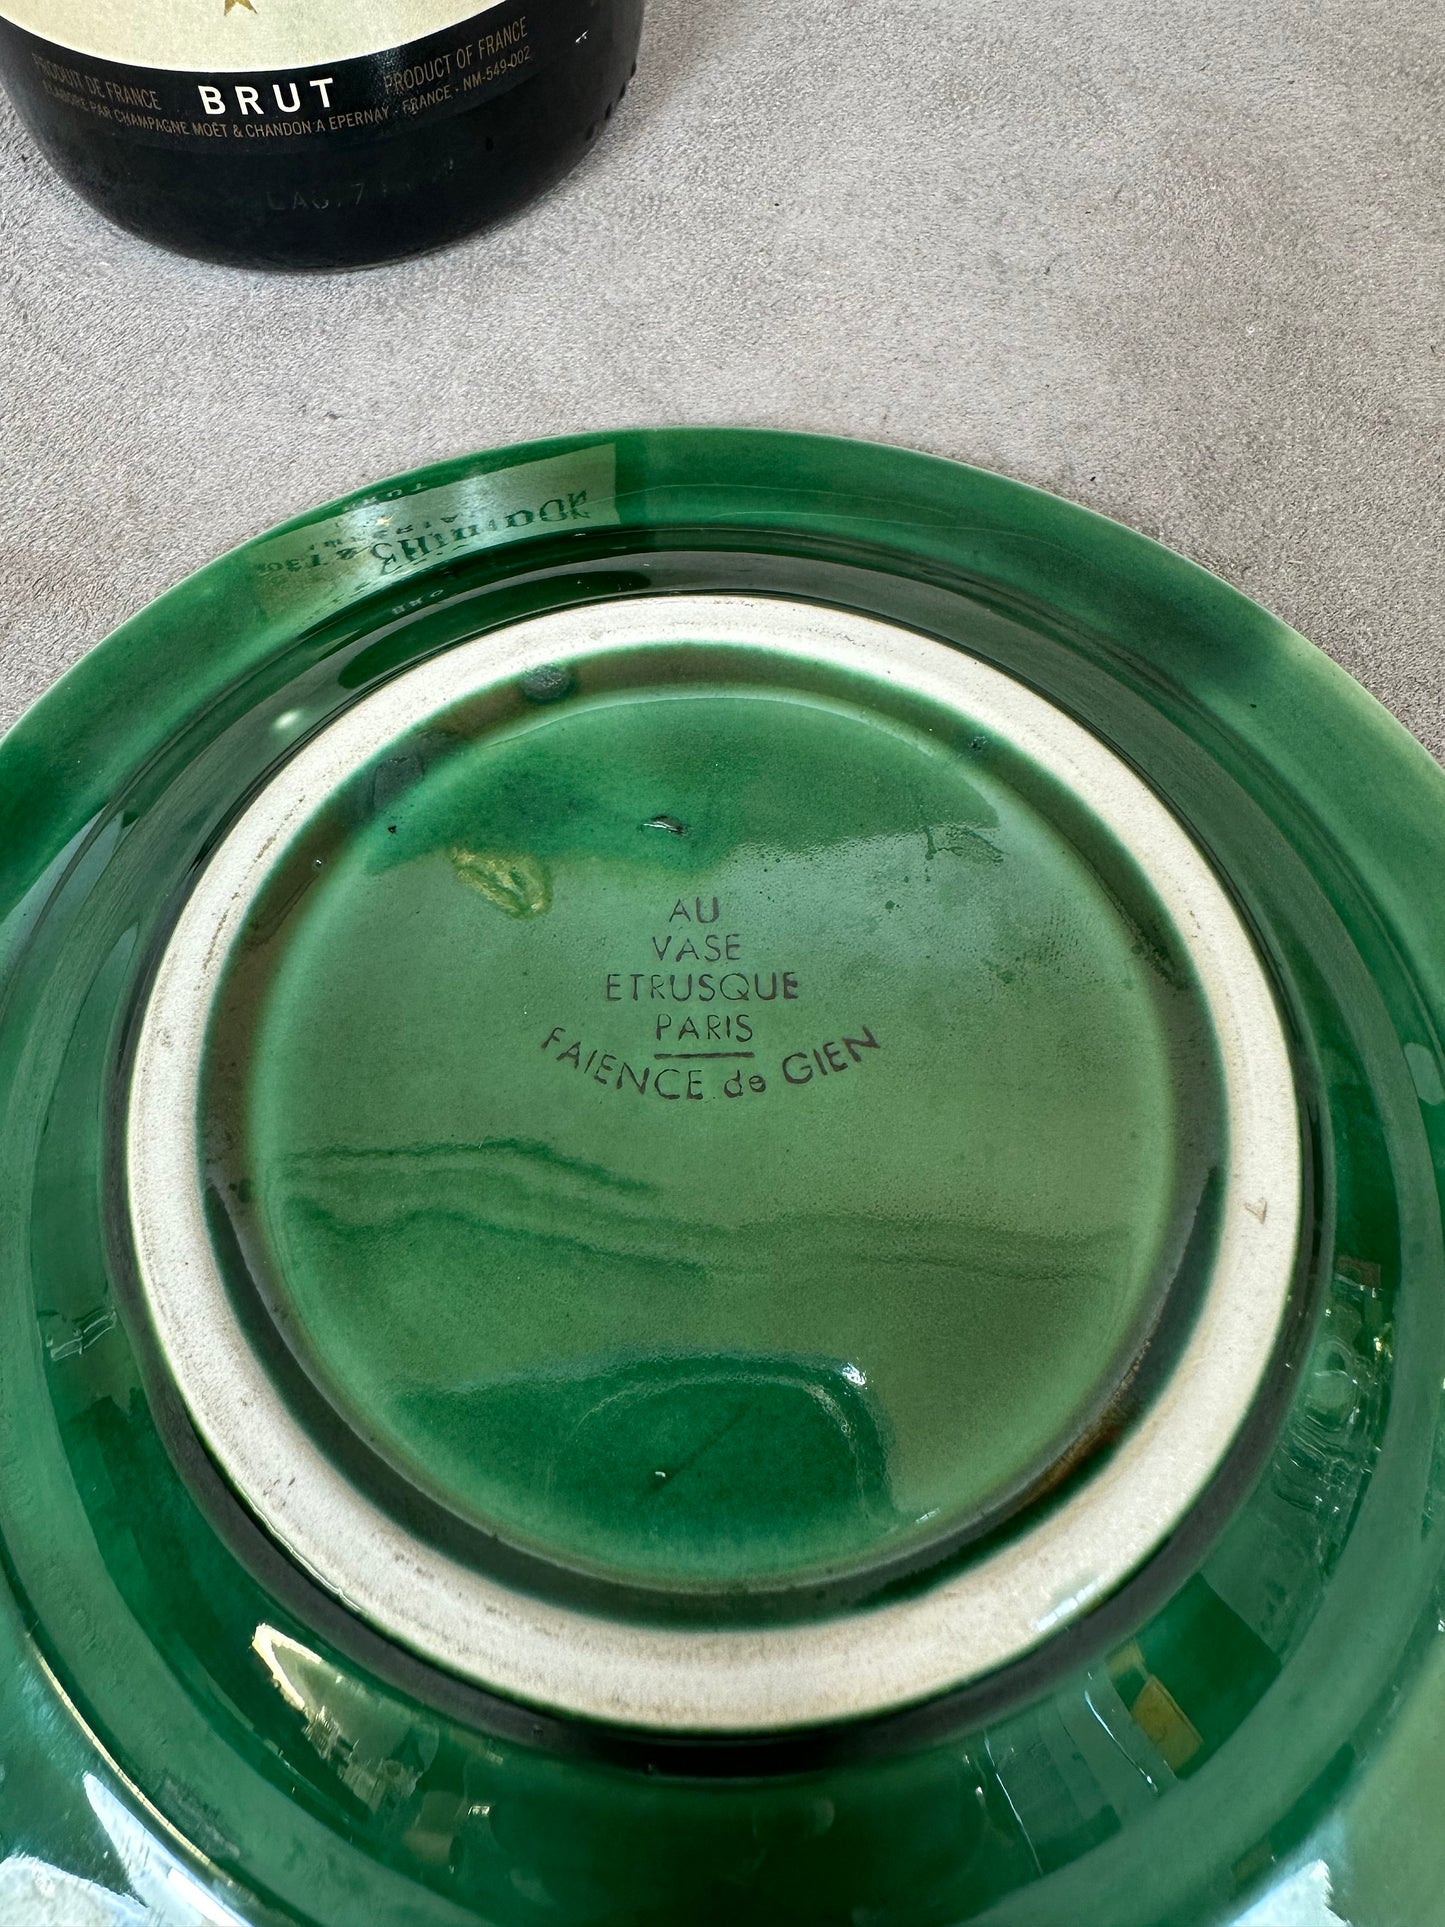 PRODUIT DE FRANCE
BRUT
PRODUCT OF FRANCE
ÉLABORÉ PAR CHAMPAGNE MOËT & CHANDON À EPERNAY - FRANCE - NM-549-002
AU
VASE
ETRUSQUE
PARIS
FAIENCE de GIEN